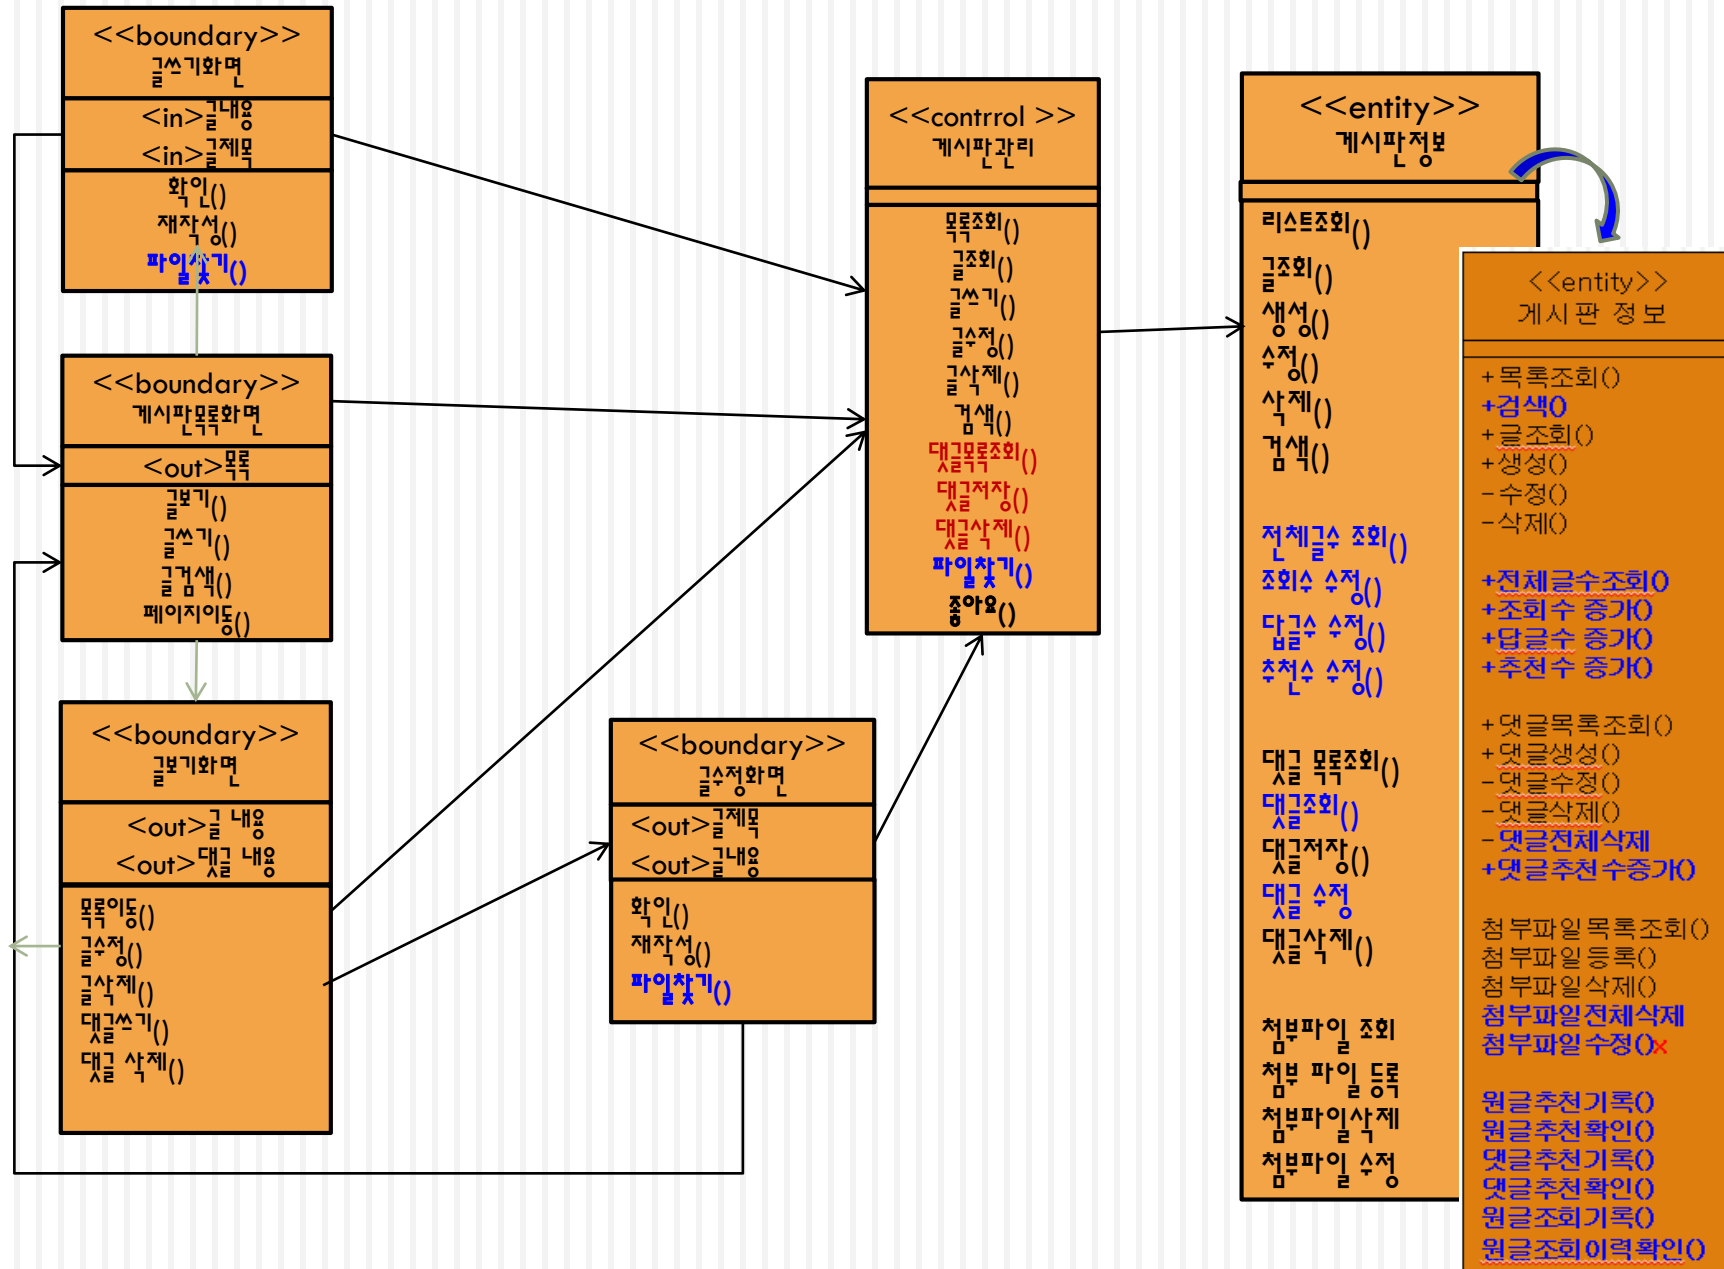 <<boundary>>
글쓰기화면
<in>글내용
<in>글제목
확인()
재작성()
파일찾기()
<<boundary>>
게시판목록화면
<out>목록
글보기()
글쓰기()
글검색()
페이지이동()
<<boundary>>
글보기화면
<out>글 내용
<out>댓글 내용
목록이동()
글수정()
글삭제()
댓글쓰기()
댓글 삭제()
<<boundary>>
글수정화면
<out>글제목
<out>글내용
확인()
재작성()
파일찾기()
<<contrrol >>
게시판관리
목록조회()
글조회()
글쓰기()
글수정()
글삭제()
검색()
댓글목록조회()
댓글저장()
댓글삭제()
파일찾기()
좋아요()
<<entity>>
게시판정보
리스트조회()
글조회()
생성()
수정()
삭제()
검색()
전체글수 조회()
조회수 수정()
답글수 수정()
추천수 수정()
댓글 목록조회()
댓글조회()
댓글저장()
댓글 수정
댓글삭제()
첨부파일 조회
첨부 파일 등록
첨부파일삭제
첨부파일 수정
<<entity>>
게시판 정보
+목록조회()
+검색()
+글조회()
+생성()
-수정()
-삭제()
+전체글수조회()
+조회수 증가()
+답글수 증가()
+추천수 증가()
+댓글목록조회()
+댓글생성()
-댓글수정()
-댓글삭제()
-댓글전체삭제
+댓글추천수증가()
첨부파일목록조회()
첨부파일등록()
첨부파일삭제()
첨부파일전체삭제
첨부파일수정()x
원글추천기록()
원글추천확인()
댓글추천기록()
댓글추천확인()
원글조회기록()
원글조회이력확인()